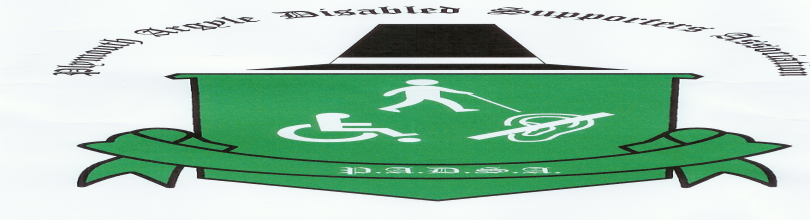 Plymouth Argyle Disabled Supporters Association
P.A.D.S.A.